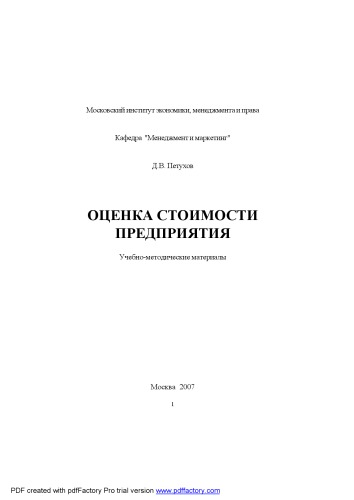 Московский институт экономики, менеджмента и права
Кафедра "Менеджмент и маркетинг"
Д.В. Петухов
ОЦЕНКА СТОИМОСТИ
ПРЕДПРИЯТИЯ
Учебно-методические материалы
Москва 2007
1
PDF created with pdfFactory Pro trial version www.pdffactory.com